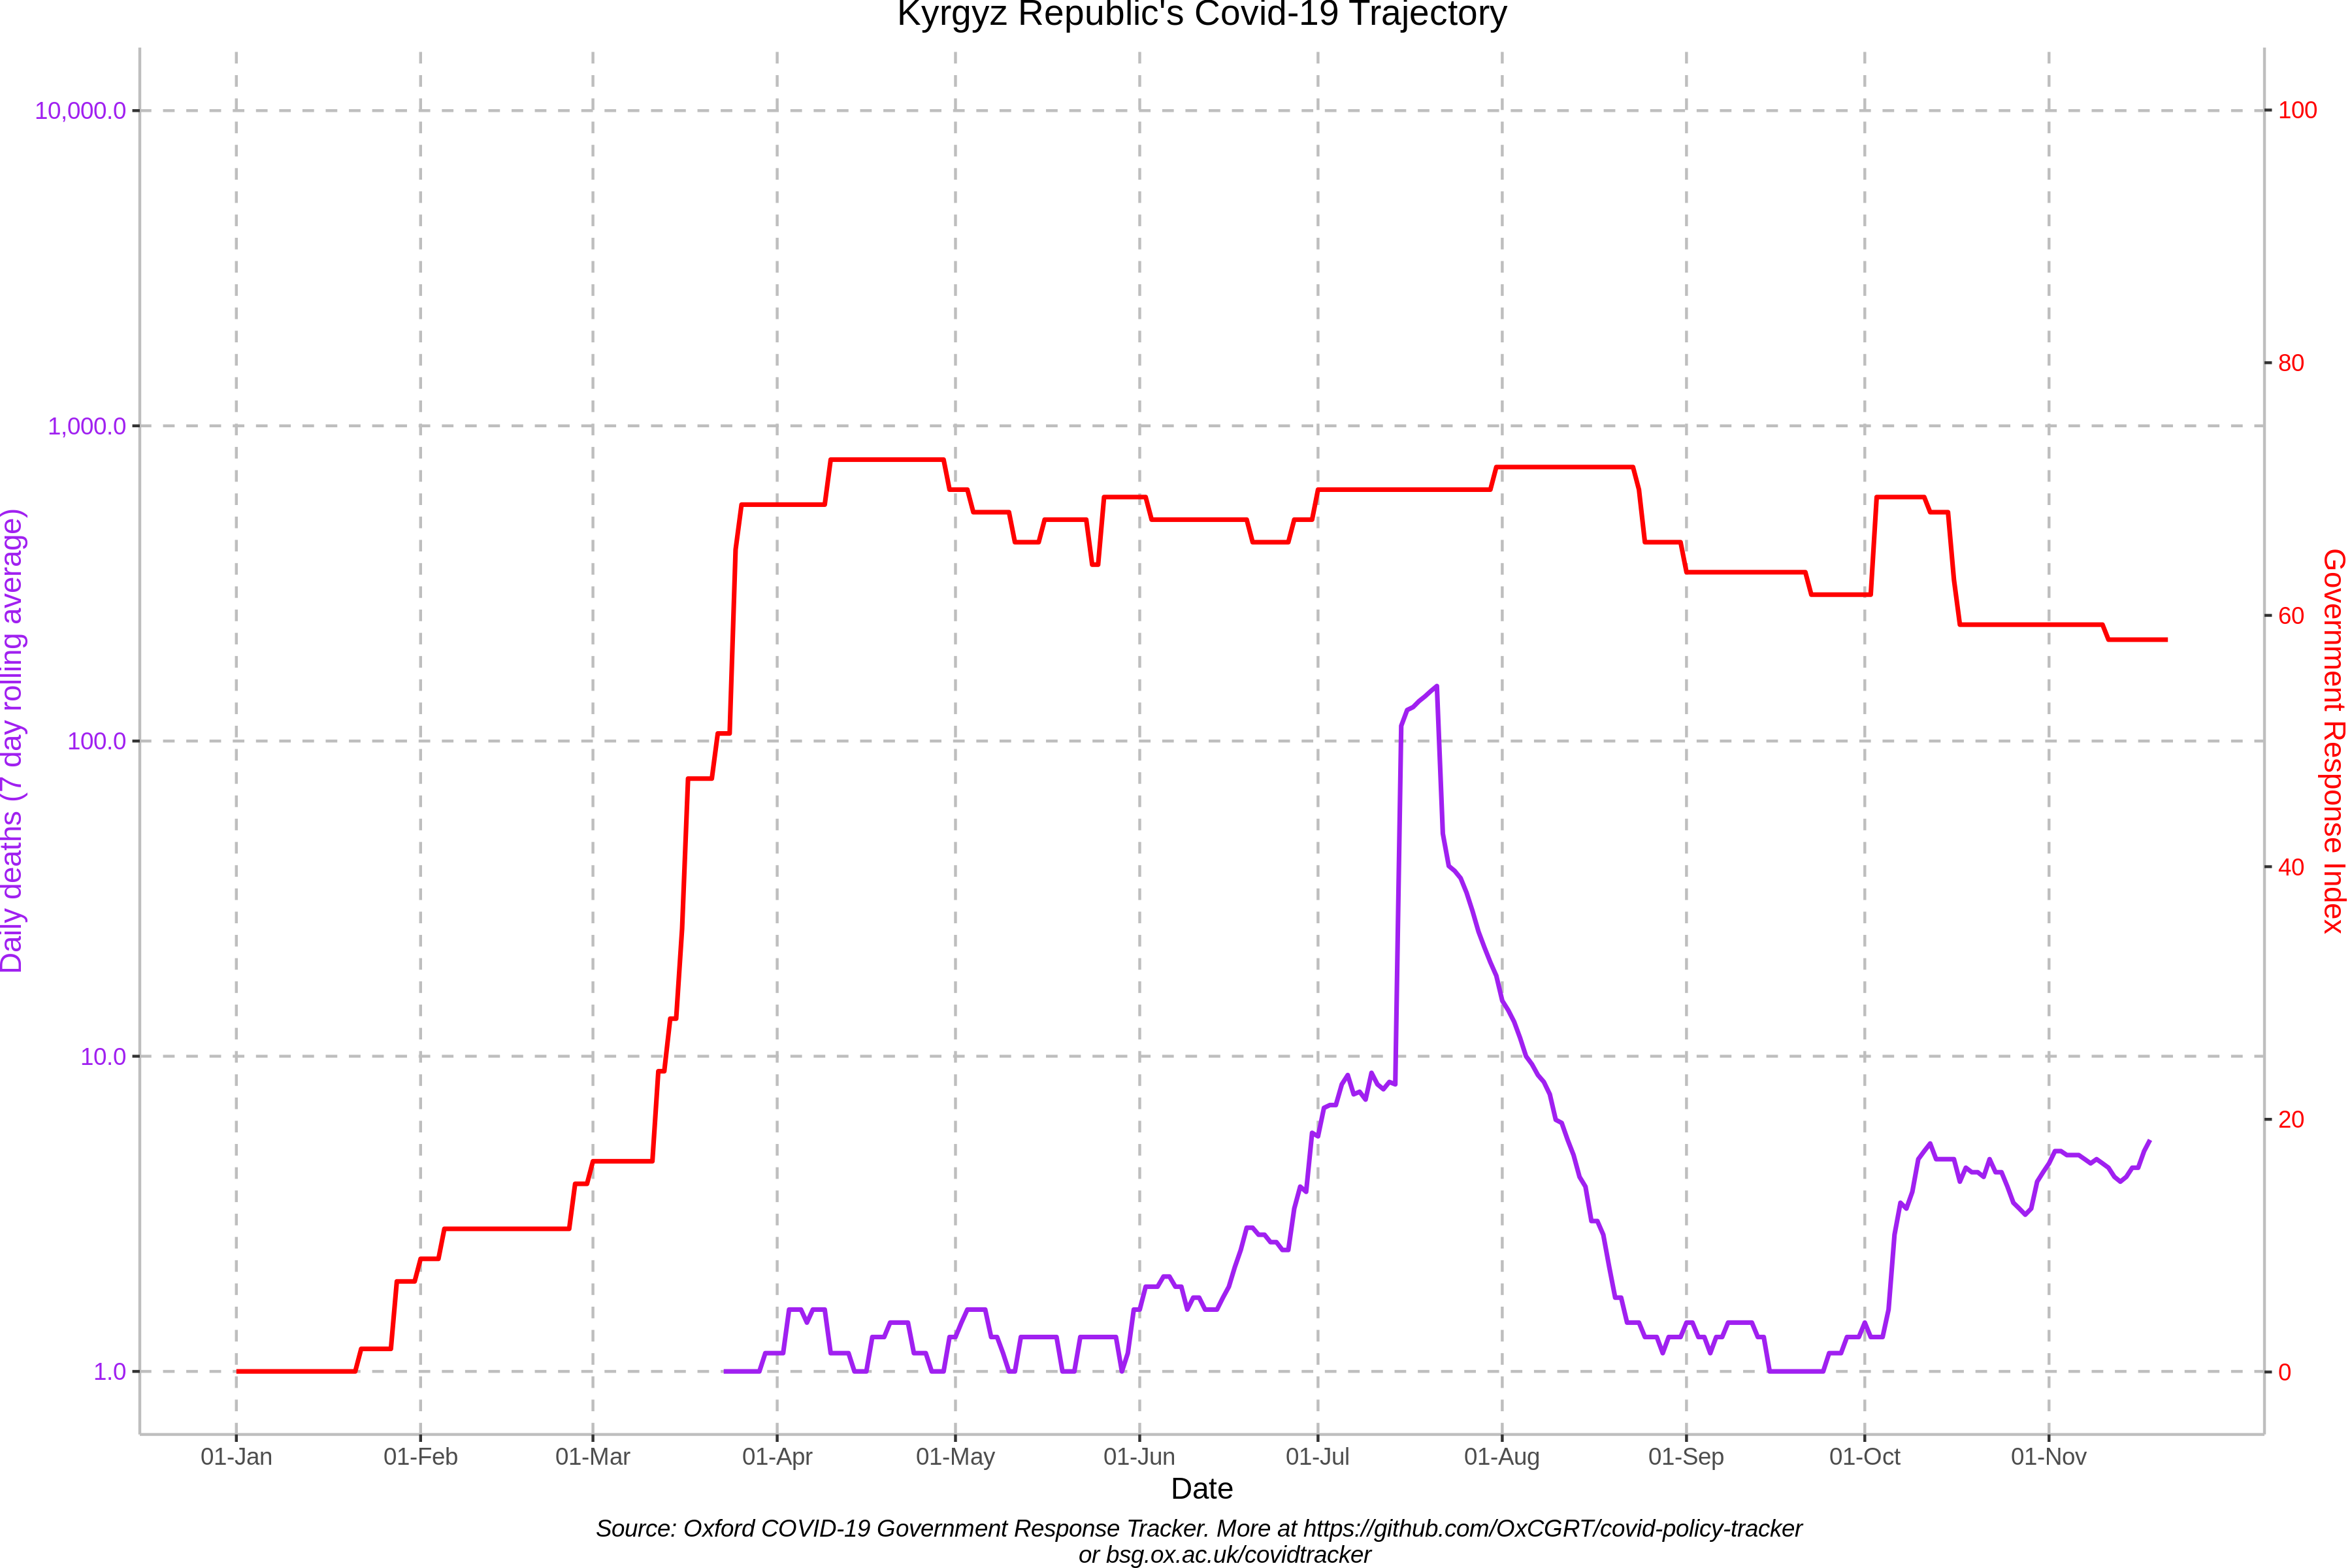 Kyrgyz Republic's Covid-19 Trajectory
Daily deaths (7 day rolling average)
10,000.0
1,000.0
100.0
10.0
1.0
100
80
60
40
20
0
Government Response Index
01-Jan 01-Feb 01-Mar 01-Apr 01-May 01-Jun 01-Jul 01-Aug 01-Sep 01-Oct 01-Nov
Date
Source: Oxford COVID-19 Government Response Tracker. More at https://github.com/OxCGRT/covid-policy-tracker
or bsg.ox.ac.uk/covidtracker